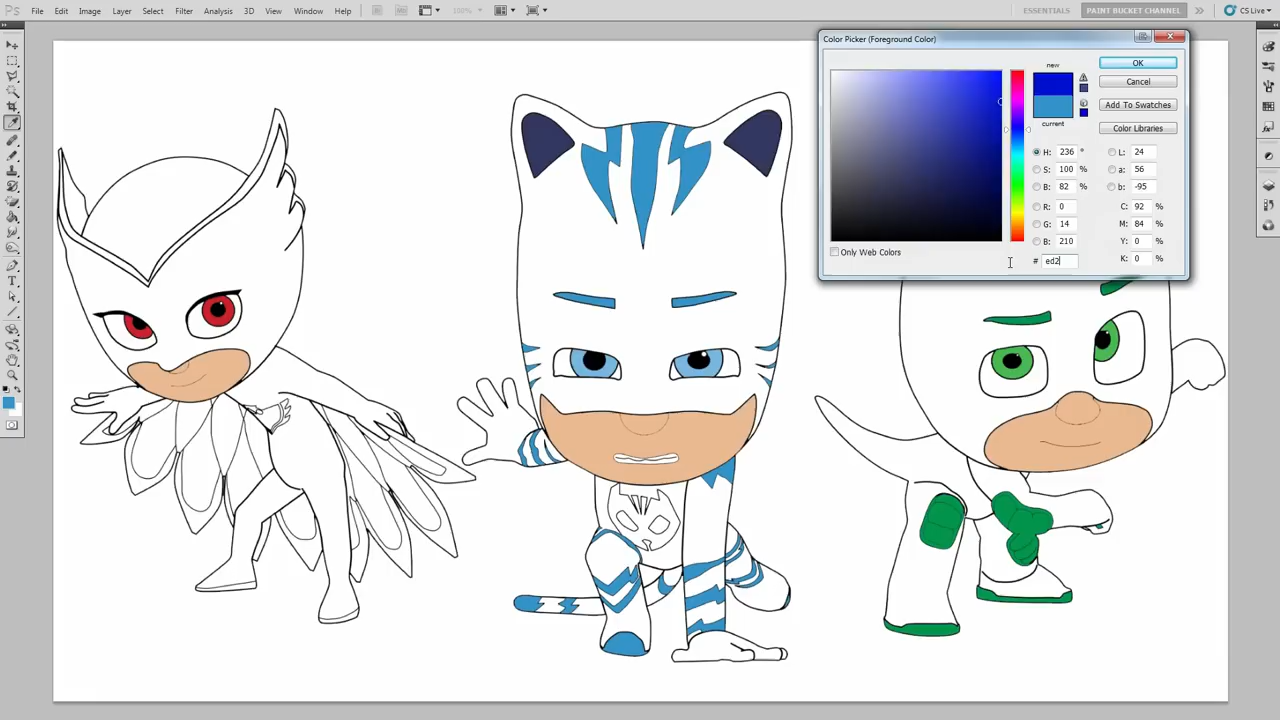 Ps File Edit Image Layer Select Filter Analysis 3D View Window Help 100% ESSENTIALS PAINT BUCKET CHANNEL CS Live
Color Picker (Foreground Color)
new
current
OK
Cancel
Add To Swatches
Color Libraries
H: 236 ° L: 24
S: 100 % a: 56
B: 82 % b: -95
R: 0 C: 92 %
G: 14 M: 84 %
B: 210 Y: 0 %
# ed2 K: 0 %
Only Web Colors
T